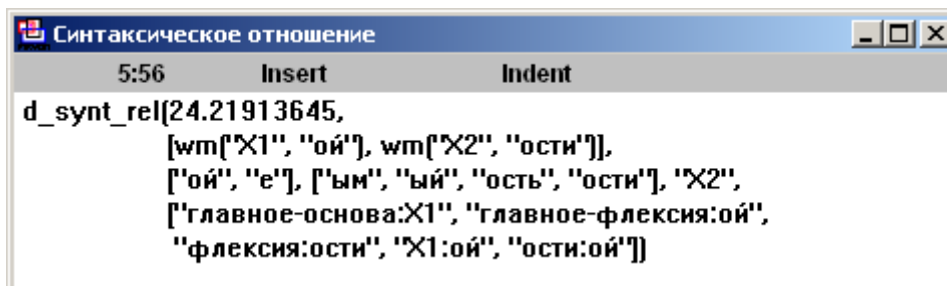 Синтаксическое отношение
5:56 Insert Indent
d_synt_rel(24.21913645,
[wm("X1", "ой"), wm("X2", "ости")],
["ой", "е"], ["ым", "ый", "ость", "ости"], "X2",
["главное-основа:X1", "главное-флексия:ой",
"флексия:ости", "X1:ой", "ости:ой"])